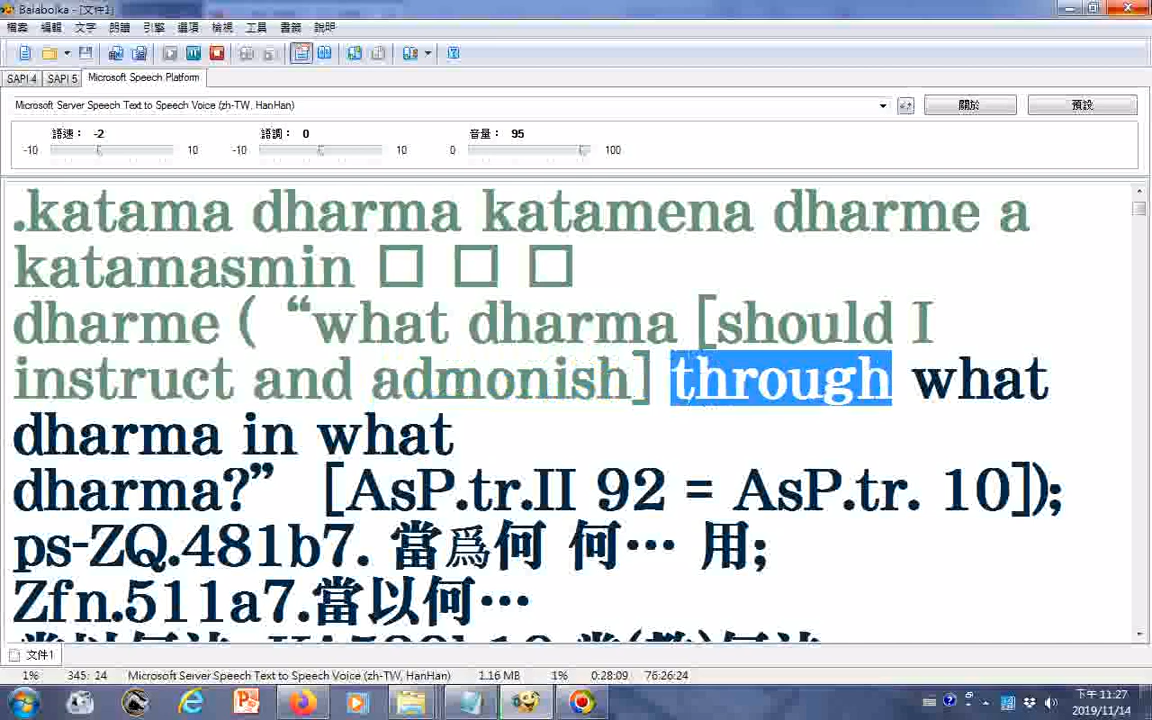 Balabolka - [文件1]
檔案 編輯 文字 朗讀 引擎 選項 檢視 工具 書籤 說明
SAPI 4 SAPI 5 Microsoft Speech Platform
Microsoft Server Speech Text to Speech Voice (zh-TW, HanHan) 關於 預設
語速： -2 語調： 0 音量： 95
-10 10 -10 10 0 100
.katama dharma katamena dharme a
katamasmin □ □ □
dharme ( “what dharma [should I
instruct and admonish] through what
dharma in what
dharma?” [AsP.tr.II 92 = AsP.tr. 10]);
ps-ZQ.481b7. 當爲何 何… 用;
Zfn.511a7.當以何…
文件1
1% 345: 14 Microsoft Server Speech Text to Speech Voice (zh-TW, HanHan) 1.16 MB 1% 0:28:09 76:26:24
下午 11:27
2019/11/14